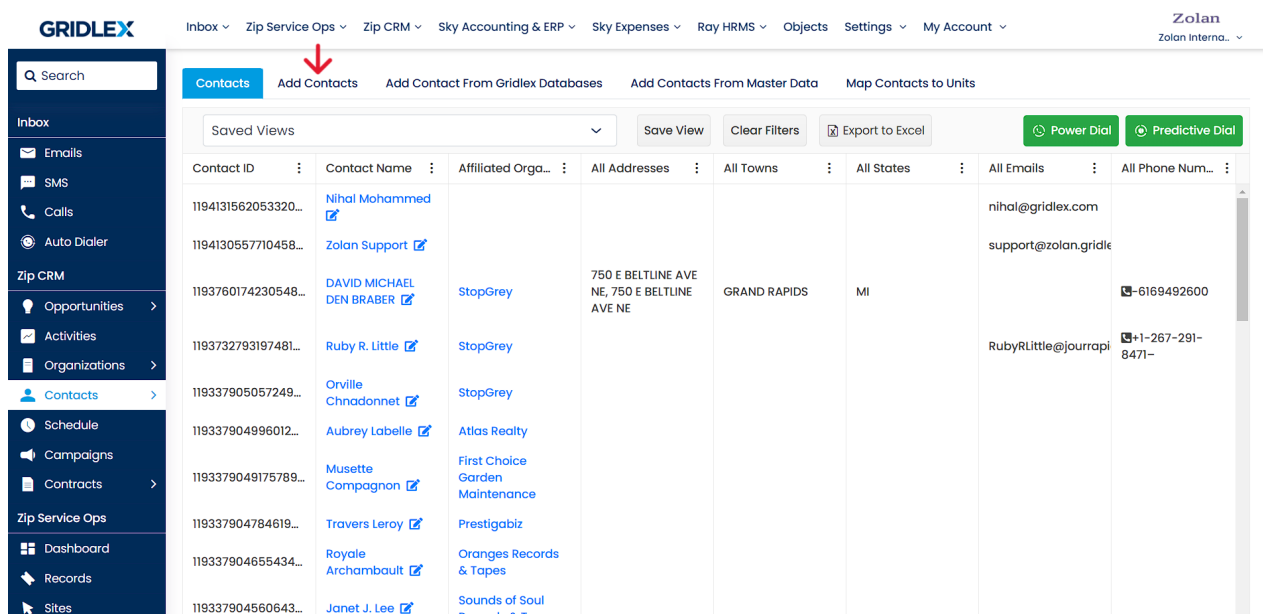 GRIDLEX
Inbox
Zip Service Ops
Zip CRM
Sky Accounting & ERP
Sky Expenses
Ray HRMS
Objects
Settings
My Account
Zolan
Zolan Interna..
Search
Inbox
Emails
SMS
Calls
Auto Dialer
Zip CRM
Opportunities
Activities
Organizations
Contacts
Schedule
Campaigns
Contracts
Zip Service Ops
Dashboard
Records
Sites
Contacts
Add Contacts
Add Contact From Gridlex Databases
Add Contacts From Master Data
Map Contacts to Units
Saved Views
Save View
Clear Filters
Export to Excel
Power Dial
Predictive Dial
Contact ID
Contact Name
Affiliated Orga...
All Addresses
All Towns
All States
All Emails
All Phone Num...
1194131562053320...
Nihal Mohammed
nihal@gridlex.com
1194130557710458...
Zolan Support
support@zolan.gridle
1193760174230548...
DAVID MICHAEL
DEN BRABER
StopGrey
750 E BELTLINE AVE
NE, 750 E BELTLINE
AVE NE
GRAND RAPIDS
MI
-6169492600
1193732793197481...
Ruby R. Little
StopGrey
RubyRLittle@jourrapi
+1-267-291-
8471–
119337905057249...
Orville
Chnadonnet
StopGrey
119337904996012...
Aubrey Labelle
Atlas Realty
119337904917578​9...
Musette
Compagnon
First Choice
Garden
Maintenance
119337904784619...
Travers Leroy
Prestigabiz
119337904655434...
Royale
Archambault
Oranges Records
& Tapes
119337904560643...
Janet J. Lee
Sounds of Soul